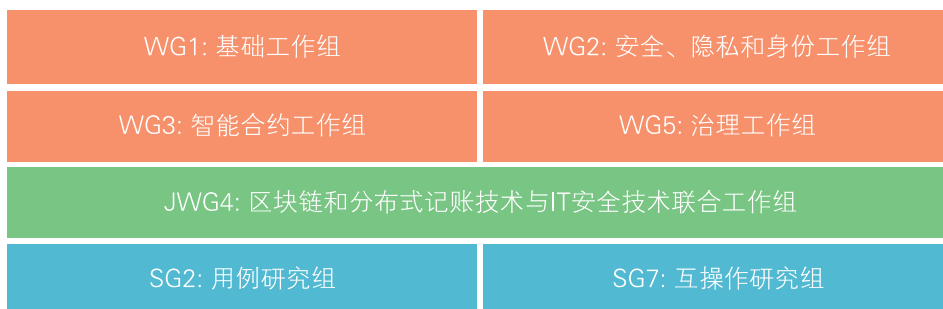 WG1: 基础工作组
WG2: 安全、隐私和身份工作组
WG3: 智能合约工作组
WG5: 治理工作组
JWG4: 区块链和分布式记账技术与IT安全技术联合工作组
SG2: 用例研究组
SG7: 互操作研究组